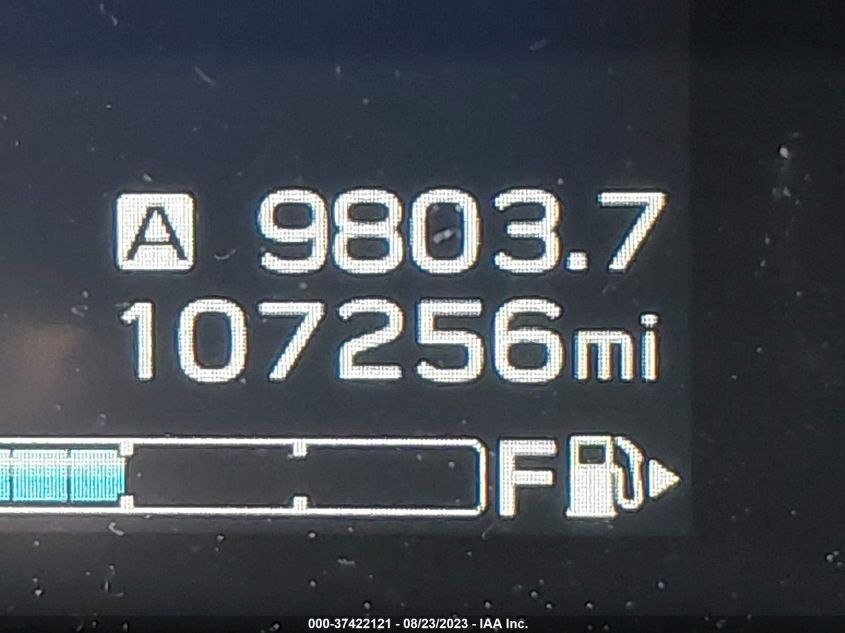 A 9803.7
107256mi
F
000-37422121 - 08/23/2023 - IAA Inc.